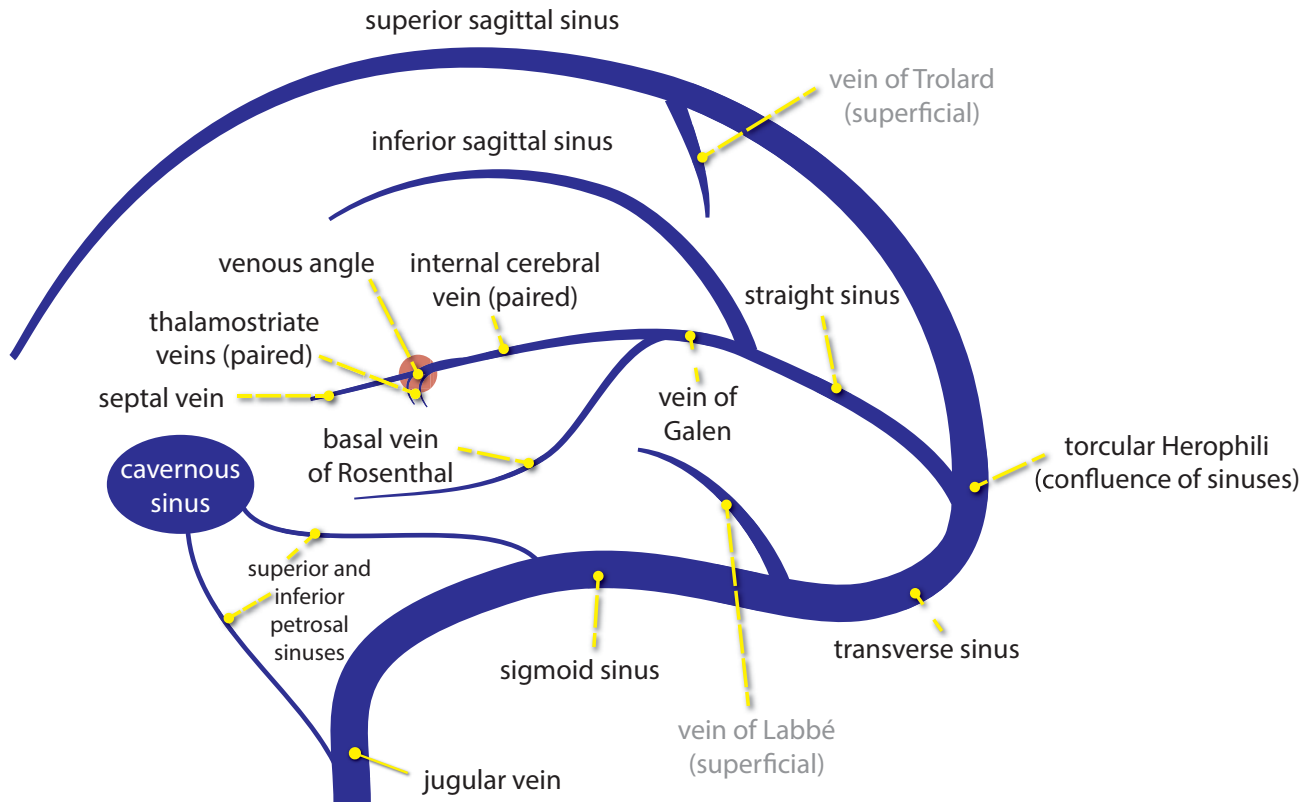 superior sagittal sinus
vein of Trolard
(superficial)
inferior sagittal sinus
venous angle
internal cerebral
vein (paired)
straight sinus
thalamostriate
veins (paired)
septal vein
vein of
Galen
basal vein
of Rosenthal
torcular Herophili
(confluence of sinuses)
cavernous
sinus
superior and
inferior
petrosal
sinuses
transverse sinus
sigmoid sinus
vein of Labbé
(superficial)
jugular vein